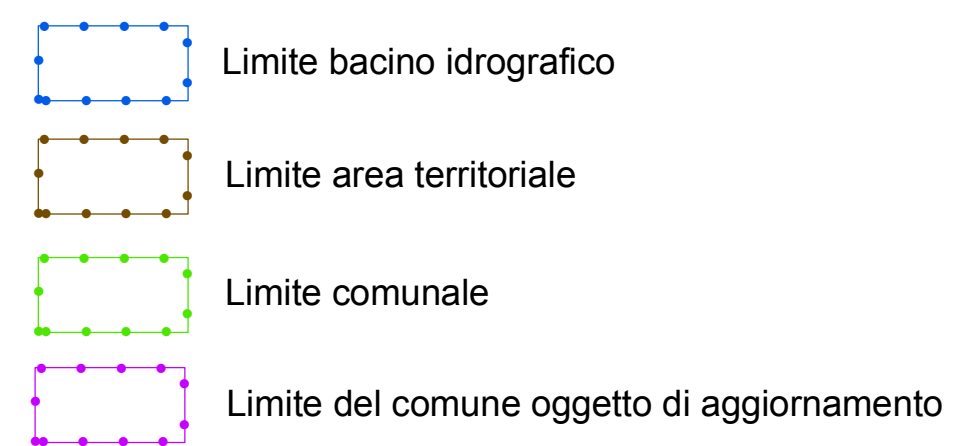 Limite bacino idrografico
Limite area territoriale
Limite comunale
Limite del comune oggetto di aggiornamento